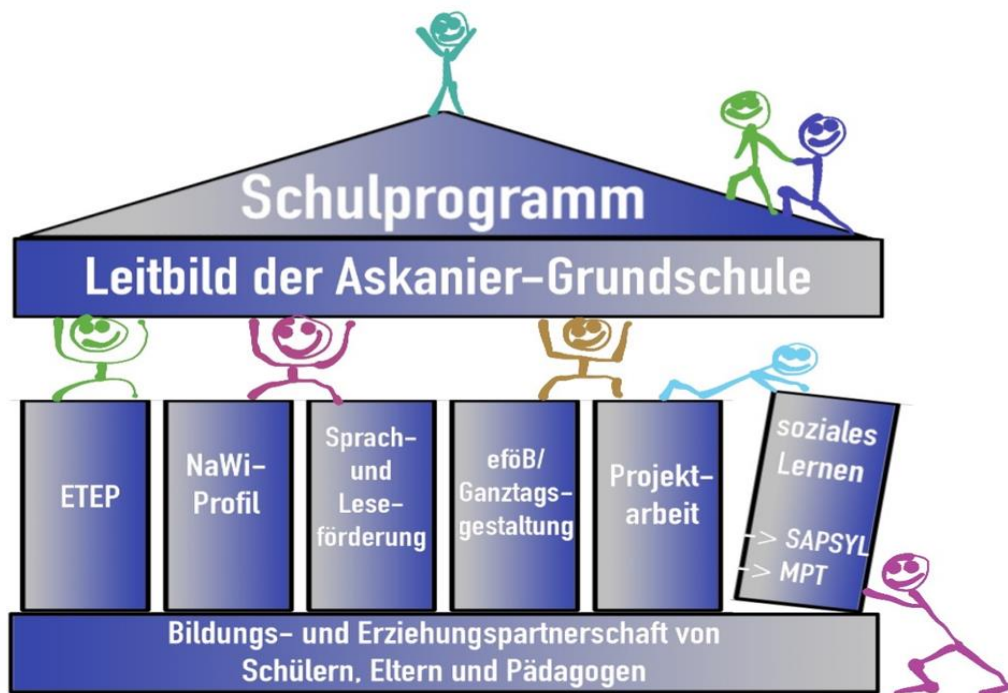 Schulprogramm
Leitbild der Askanier-Grundschule
ETEP
NaWi-
Profil
Sprach-
und
Lese-
förderung
eföB/
Ganztags-
gestaltung
Projekt-
arbeit
soziales
Lernen
-> SAPSYL
-> MPT
Bildungs- und Erziehungspartnerschaft von
Schülern, Eltern und Pädagogen